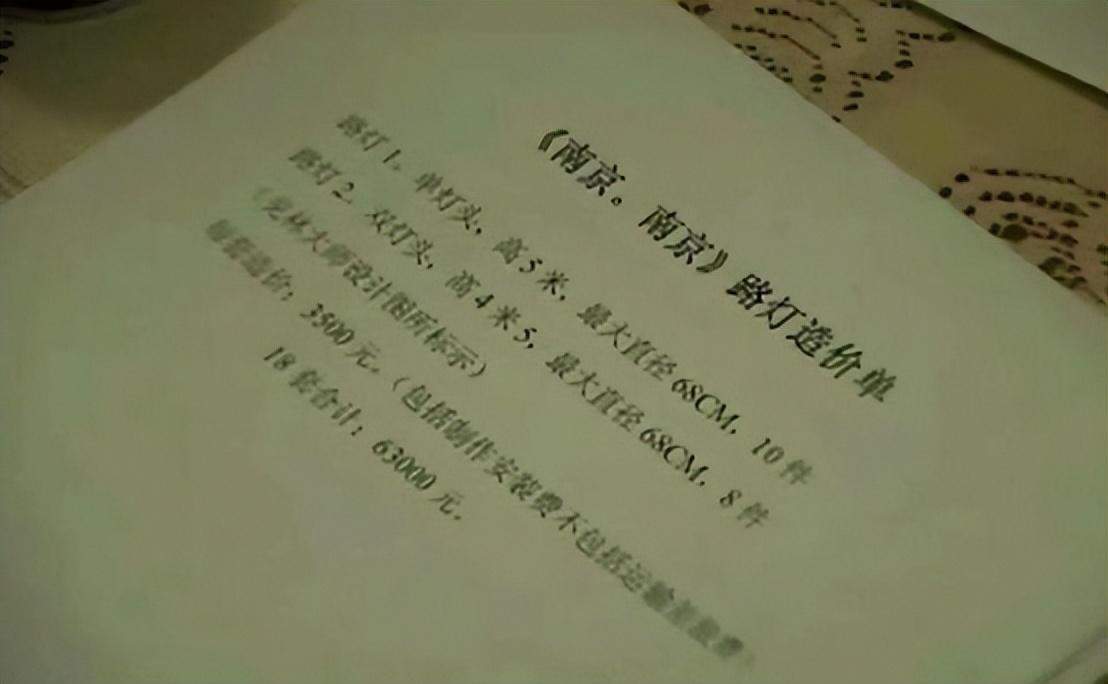 《南京。南京》路灯造价单
路灯1、单灯头，高5米，最大直径68CM，10件
路灯2、双灯头，高4米5，最大直径68CM，8件
大师设计图所标示）
造价：3500元。（包括制作安装费不包括运输
18套合计：63000元。